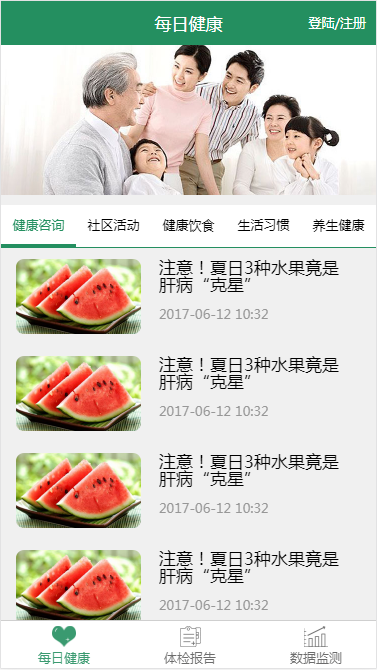 每日健康
登陆/注册
健康咨询 社区活动 健康饮食 生活习惯 养生健康
注意！夏日3种水果竟是
肝病“克星”
2017-06-12 10:32
注意！夏日3种水果竟是
肝病“克星”
2017-06-12 10:32
注意！夏日3种水果竟是
肝病“克星”
2017-06-12 10:32
注意！夏日3种水果竟是
肝病“克星”
2017-06-12 10:32
每日健康 体检报告 数据监测